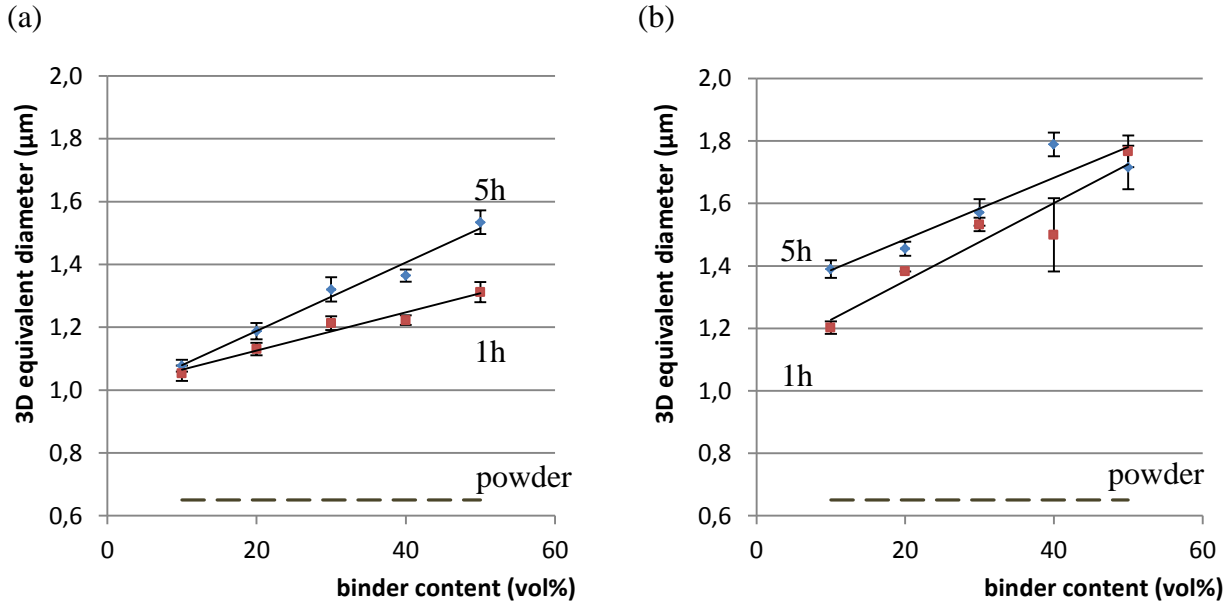 (a)
2,0
1,8
1,6
1,4
1,2
1,0
0,8
0,6
0
20
40
60
3D equivalent diameter (µm)
binder content (vol%)
5h
1h
powder
(b)
2,0
1,8
1,6
1,4
1,2
1,0
0,8
0,6
0
20
40
60
3D equivalent diameter (µm)
binder content (vol%)
5h
1h
powder